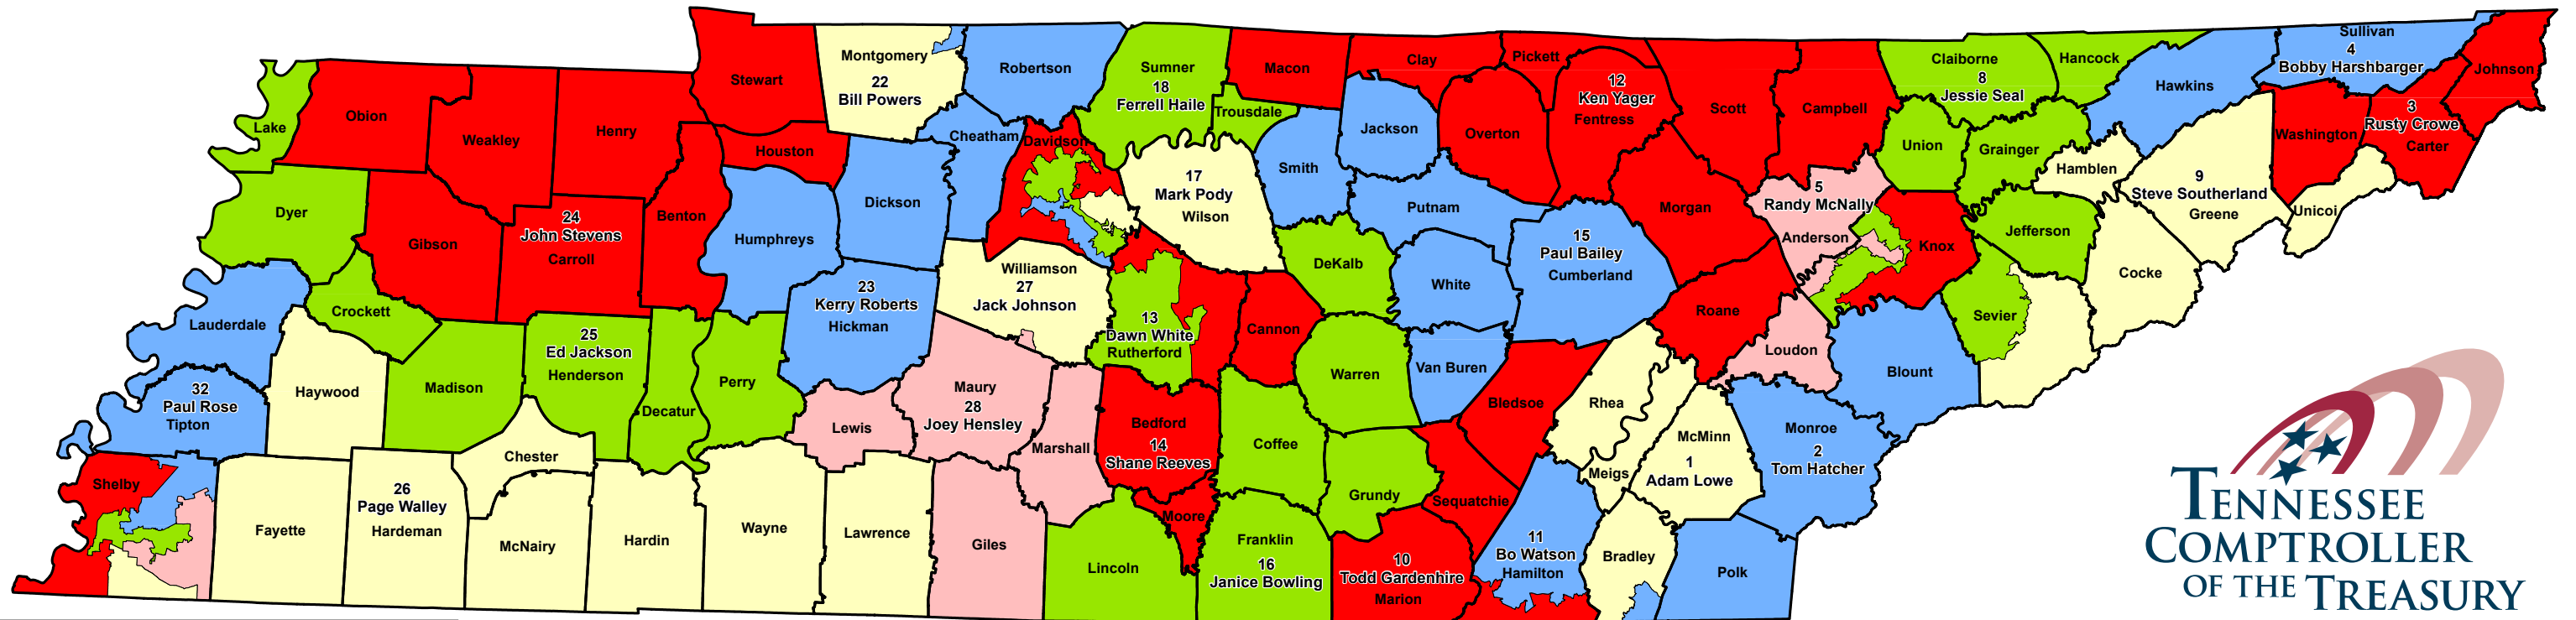 Lake
Obion
Weakley
Henry
Stewart
Houston
Montgomery
22
Bill Powers
Robertson
Cheatham
Sumner
18
Ferrell Haile
Trousdale
Macon
Clay
Pickett
12
Ken Yager
Fentress
Scott
Campbell
Claiborne
8
Jessie Seal
Hancock
Hawkins
Sullivan
4
Bobby Harshbarger
Johnson
3
Rusty Crowe
Carter
Washington
Unicoi
9
Steve Southerland
Greene
Hamblen
Grainger
Union
Jefferson
Cocke
Sevier
Knox
5
Randy McNally
Anderson
Morgan
Overton
Jackson
Smith
Putnam
Davidson
17
Mark Pody
Wilson
Dickson
Humphreys
Benton
24
John Stevens
Carroll
Gibson
Dyer
Crockett
Lauderdale
32
Paul Rose
Tipton
Haywood
Madison
25
Ed Jackson
Henderson
Decatur
Perry
23
Kerry Roberts
Hickman
Williamson
27
Jack Johnson
13
Dawn White
Rutherford
Cannon
DeKalb
White
15
Paul Bailey
Cumberland
Roane
Loudon
Blount
Warren
Van Buren
Bledsoe
Rhea
Meigs
McMinn
1
Adam Lowe
Monroe
2
Tom Hatcher
Lewis
Maury
28
Joey Hensley
Marshall
Bedford
14
Shane Reeves
Coffee
Grundy
Sequatchie
Shelby
Fayette
26
Page Walley
Hardeman
Chester
McNairy
Hardin
Wayne
Lawrence
Giles
Lincoln
Moore
Franklin
16
Janice Bowling
10
Todd Gardenhire
Marion
11
Bo Watson
Hamilton
Bradley
Polk
TENNESSEE
COMPTROLLER
OF THE TREASURY